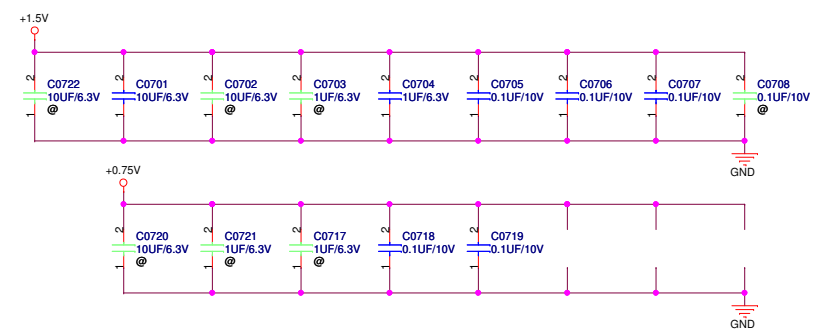 +1.5V
2 2 2 2 2 2 2 2 2
C0722 C0701 C0702 C0703 C0704 C0705 C0706 C0707 C0708
10UF/6.3V 10UF/6.3V 10UF/6.3V 1UF/6.3V 1UF/6.3V 0.1UF/10V 0.1UF/10V 0.1UF/10V 0.1UF/10V
@ @ @ @
1 1 1 1 1 1 1 1 1
GND
+0.75V
2 2 2 2 2
C0720 C0721 C0717 C0718 C0719
10UF/6.3V 1UF/6.3V 1UF/6.3V 0.1UF/10V 0.1UF/10V
@ @ @
1 1 1 1 1
GND